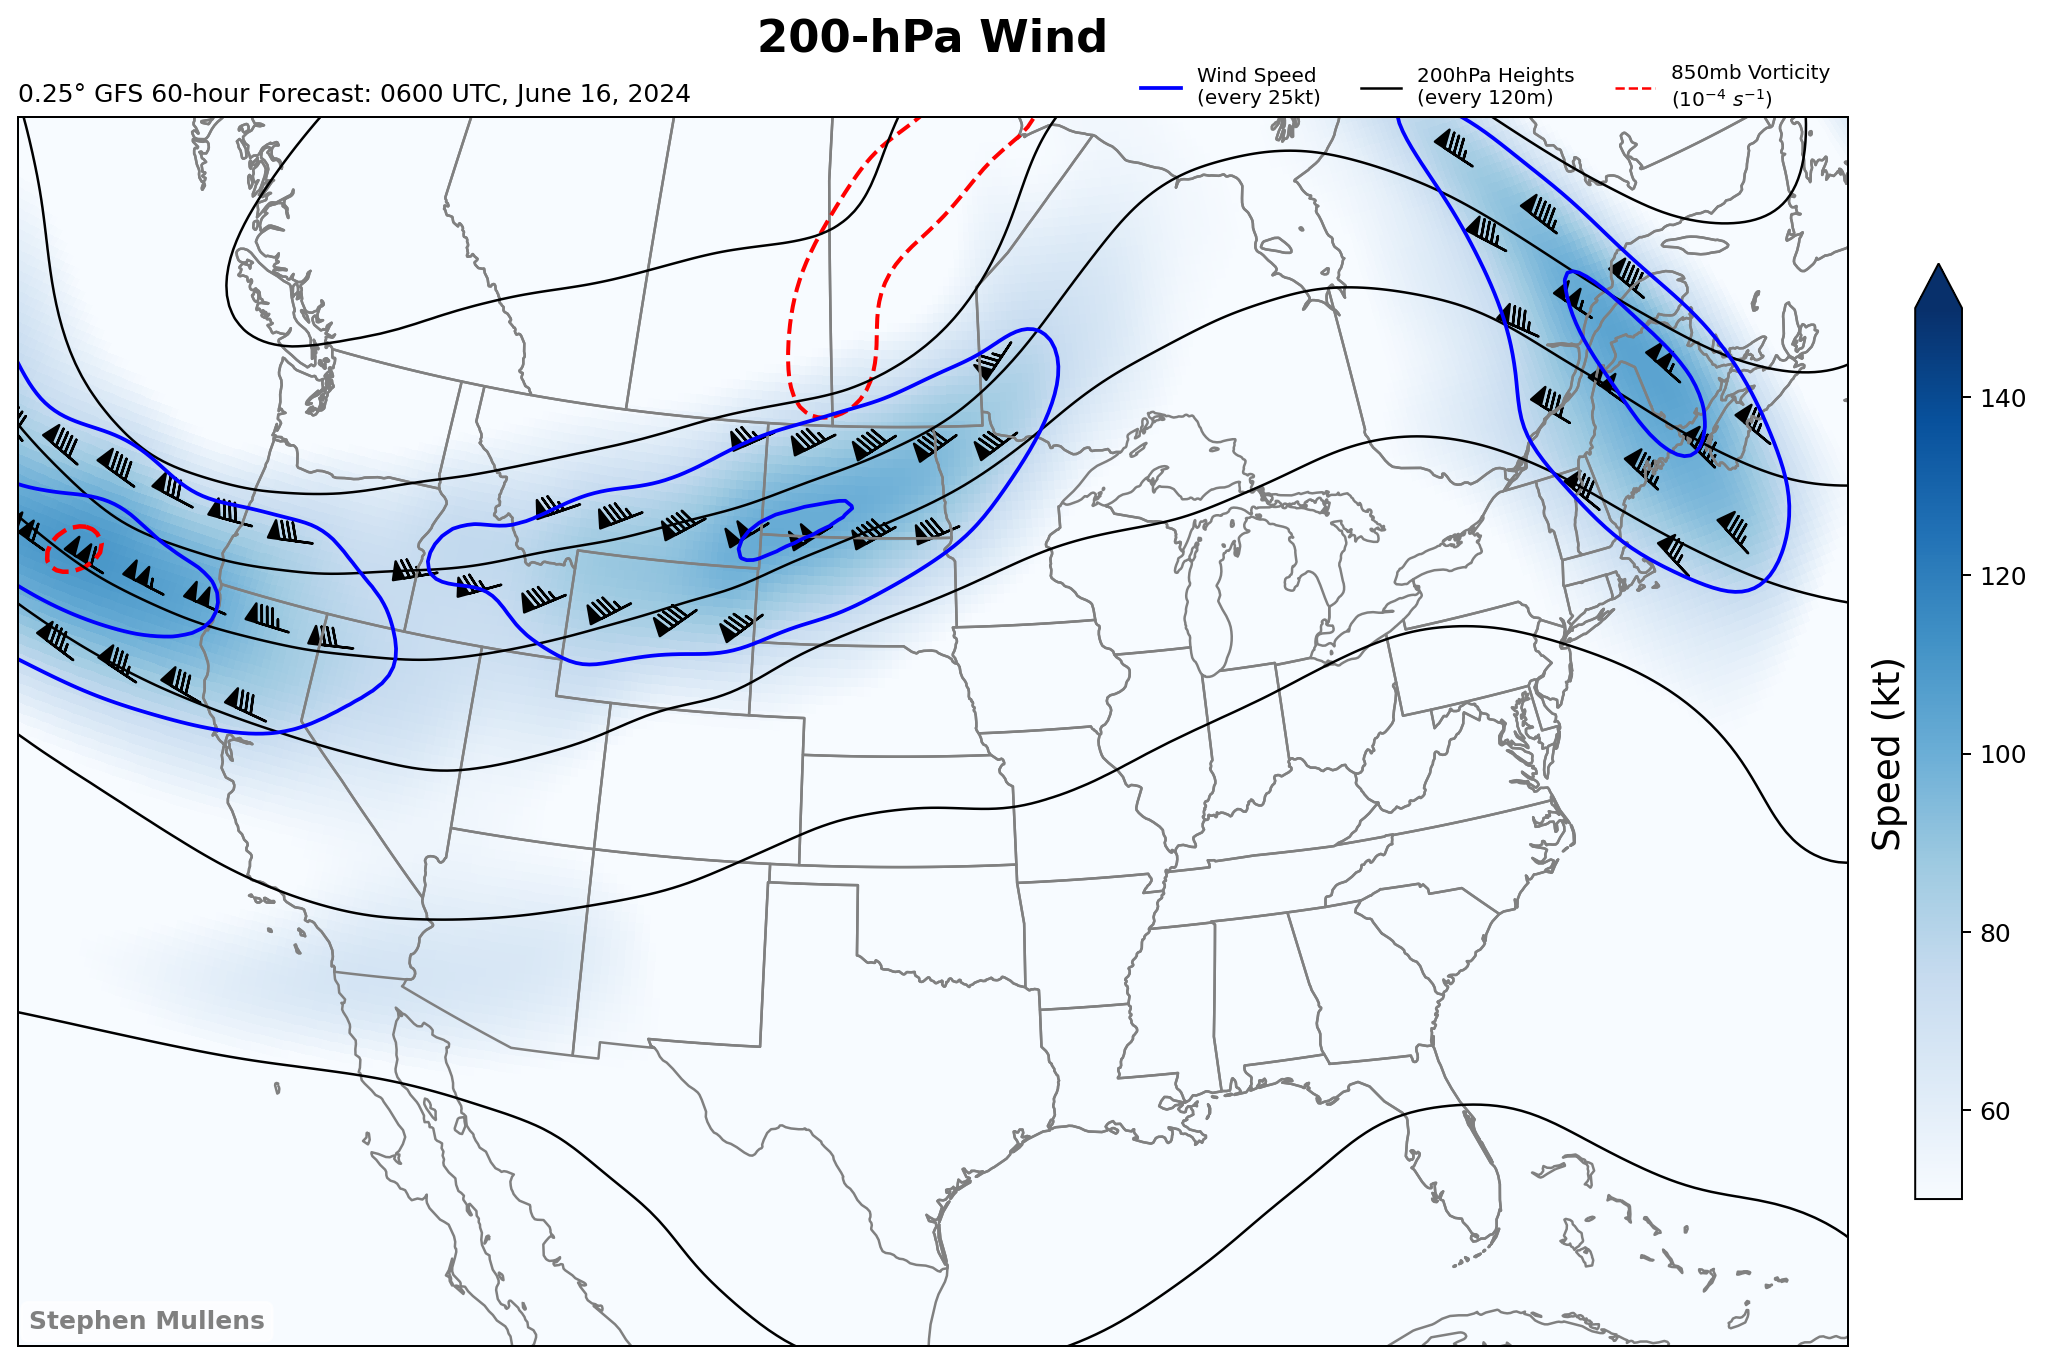 200-hPa Wind
0.25° GFS 60-hour Forecast: 0600 UTC, June 16, 2024
Wind Speed
(every 25kt)
200hPa Heights
(every 120m)
850mb Vorticity
(10⁻⁴ s⁻¹)
140
120
100
80
60
Speed (kt)
Stephen Mullens